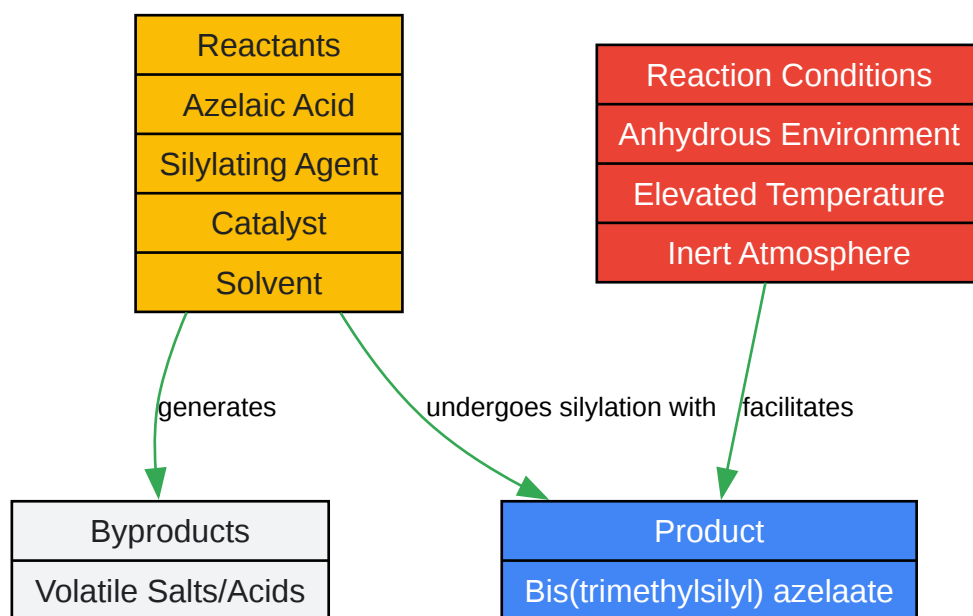 Reactants
Azelaic Acid
Silylating Agent
Catalyst
Solvent
Reaction Conditions
Anhydrous Environment
Elevated Temperature
Inert Atmosphere
generates
undergoes silylation with
facilitates
Byproducts
Volatile Salts/Acids
Product
Bis(trimethylsilyl) azelaate